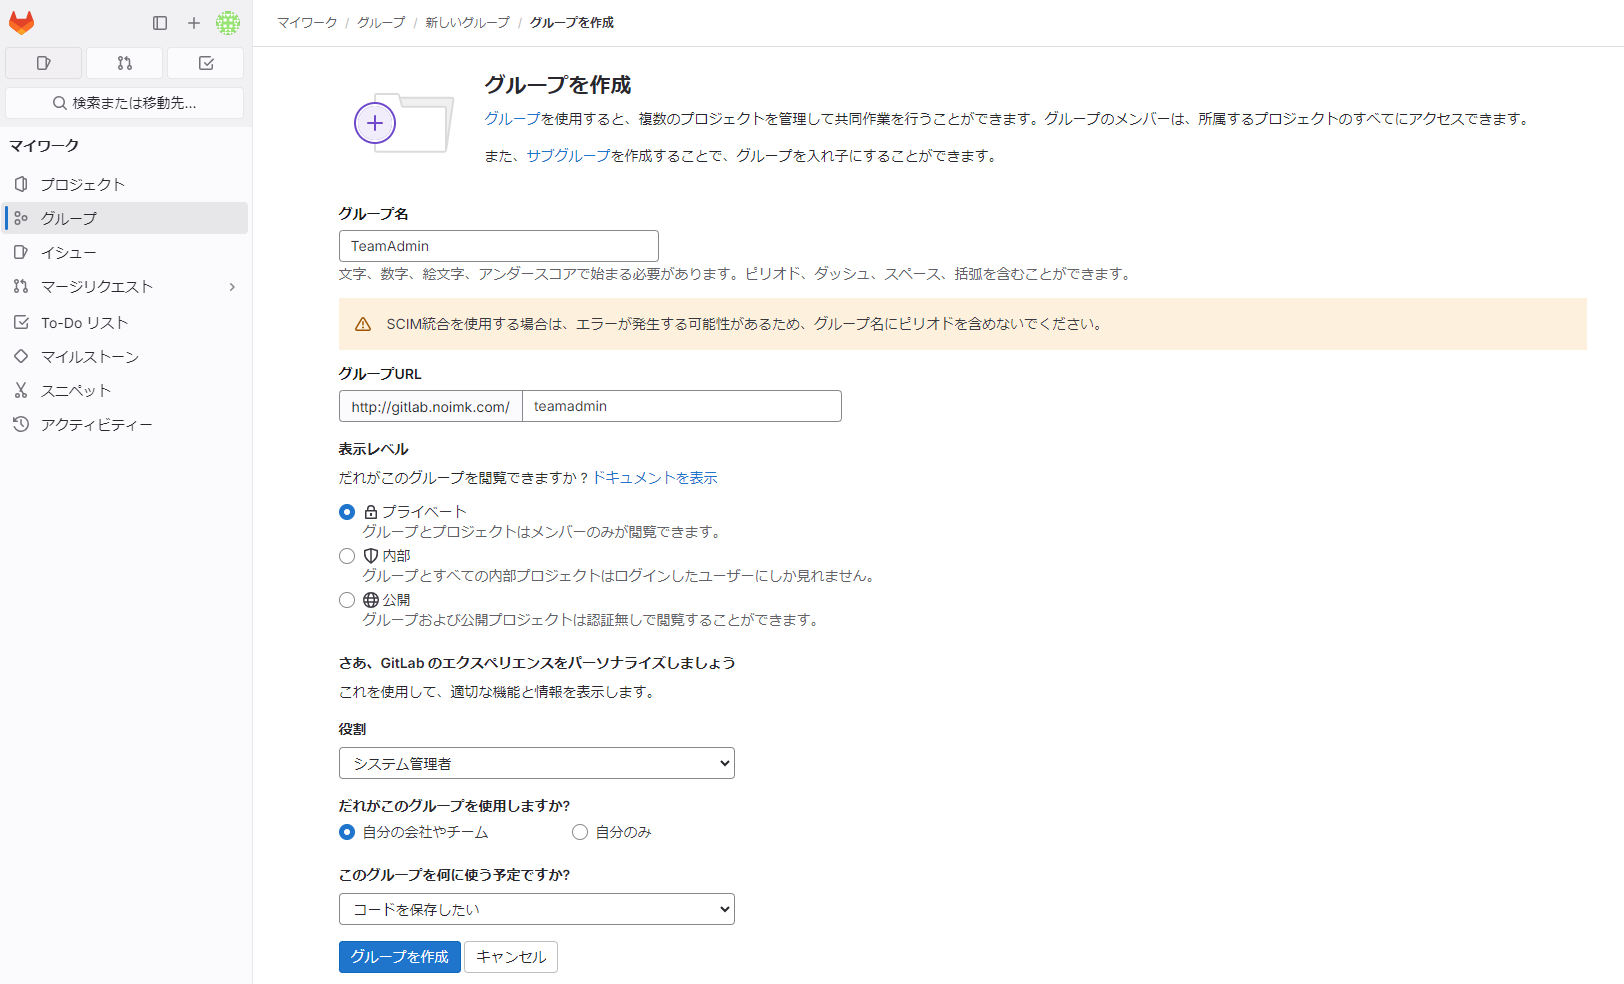 マイワーク / グループ / 新しいグループ / グループを作成
検索または移動先...
マイワーク
プロジェクト
グループ
イシュー
マージリクエスト
To-Do リスト
マイルストーン
スニペット
アクティビティー
グループを作成
グループを使用すると、複数のプロジェクトを管理して共同作業を行うことができます。グループのメンバーは、所属するプロジェクトのすべてにアクセスできます。
また、サブグループを作成することで、グループを入れ子にすることができます。
グループ名
TeamAdmin
文字、数字、絵文字、アンダースコアで始まる必要があります。ピリオド、ダッシュ、スペース、括弧を含むことができます。
SCIM統合を使用する場合は、エラーが発生する可能性があるため、グループ名にピリオドを含めないでください。
グループURL
http://gitlab.noimk.com/ teamadmin
表示レベル
だれがこのグループを閲覧できますか？ドキュメントを表示
プライベート
グループとプロジェクトはメンバーのみが閲覧できます。
内部
グループとすべての内部プロジェクトはログインしたユーザーにしか見れません。
公開
グループおよび公開プロジェクトは認証無しで閲覧することができます。
さあ、GitLab のエクスペリエンスをパーソナライズしましょう
これを使用して、適切な機能と情報を表示します。
役割
システム管理者
だれがこのグループを使用しますか?
自分の会社やチーム 自分のみ
このグループを何に使う予定ですか?
コードを保存したい
グループを作成 キャンセル